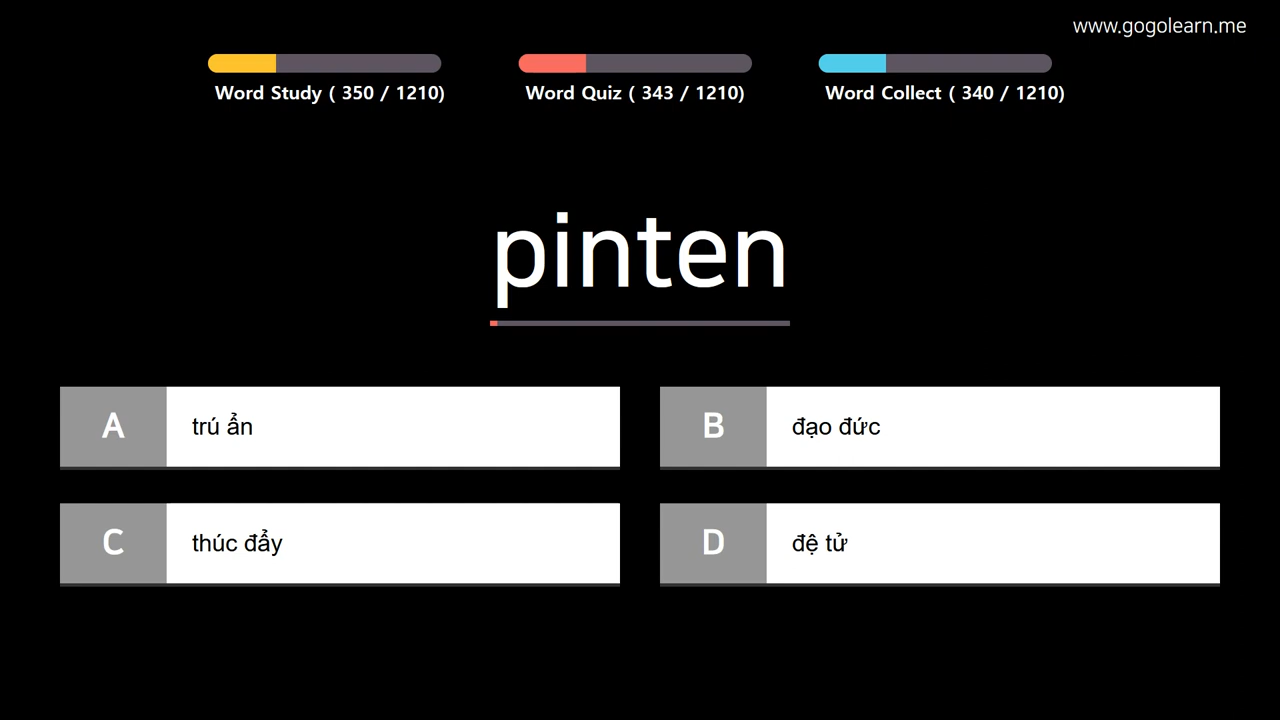 www.gogolearn.me
Word Study ( 350 / 1210)
Word Quiz ( 343 / 1210)
Word Collect ( 340 / 1210)
pinten
A trú ẩn
B đạo đức
C thúc đẩy
D đệ tử